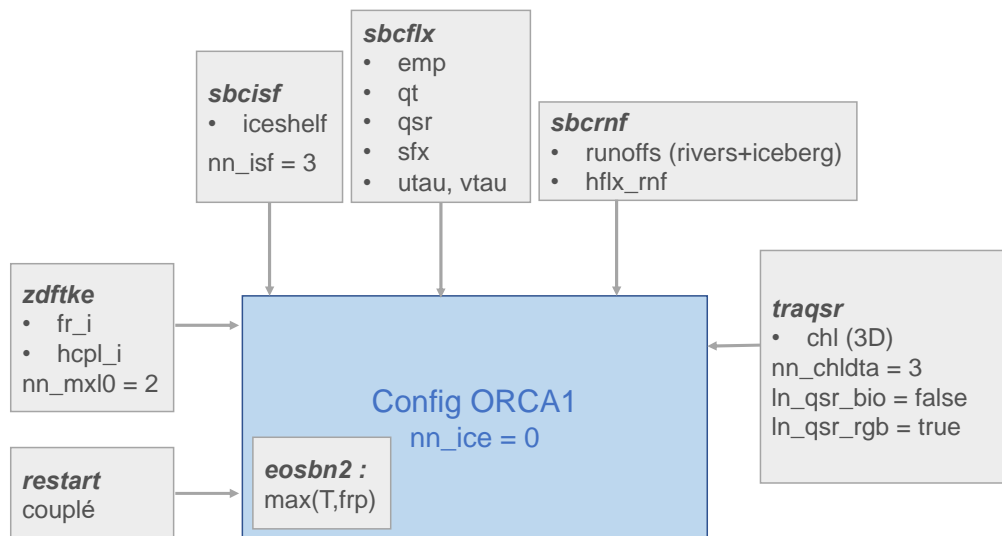 sbcisf
• iceshelf
nn_isf = 3
sbcflx
• emp
• qt
• qsr
• sfx
• utau, vtau
sbcrnf
• runoffs (rivers+iceberg)
• hflx_rnf
zdftke
• fr_i
• hcpl_i
nn_mxl0 = 2
traqsr
• chl (3D)
nn_chldta = 3
ln_qsr_bio = false
ln_qsr_rgb = true
Config ORCA1
nn_ice = 0
restart
couplé
eosbn2 :
max(T,frp)